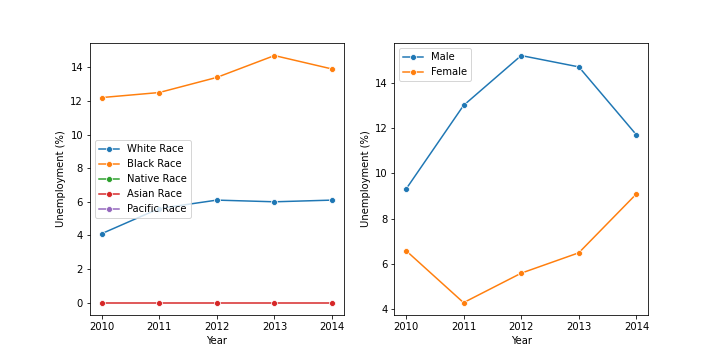 14
12
10
8
6
4
2
0
Unemployment (%)
White Race
Black Race
Native Race
Asian Race
Pacific Race
2010 2011 2012 2013 2014
Year
14
12
10
8
6
4
Unemployment (%)
Male
Female
2010 2011 2012 2013 2014
Year